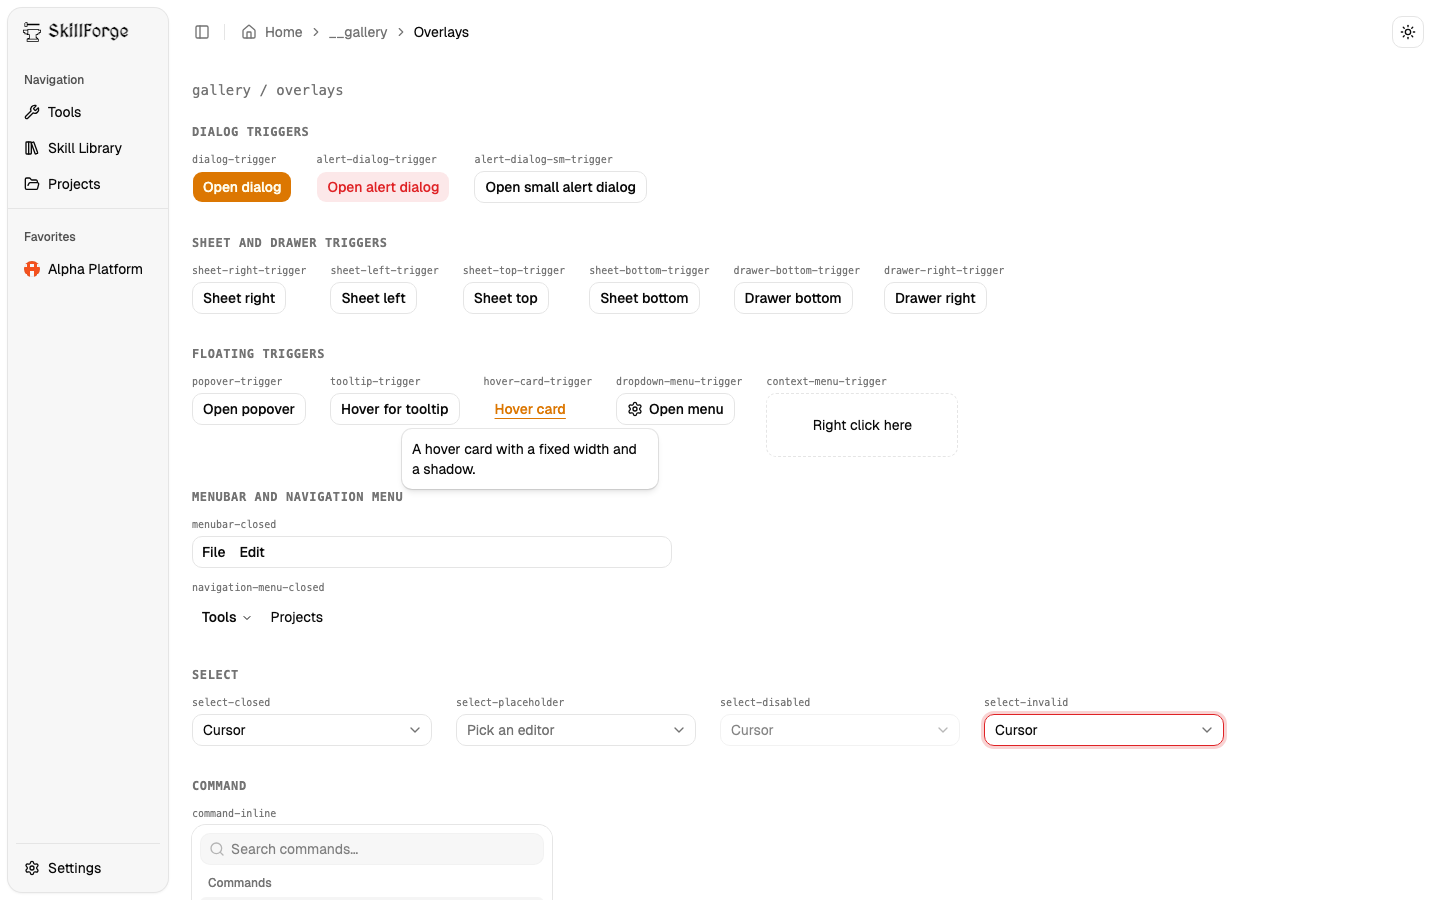 SkillForge
Home > __gallery > Overlays
Navigation
Tools
Skill Library
Projects
Favorites
Alpha Platform
Settings
gallery / overlays
DIALOG TRIGGERS
dialog-trigger alert-dialog-trigger alert-dialog-sm-trigger
Open dialog Open alert dialog Open small alert dialog
SHEET AND DRAWER TRIGGERS
sheet-right-trigger sheet-left-trigger sheet-top-trigger sheet-bottom-trigger drawer-bottom-trigger drawer-right-trigger
Sheet right Sheet left Sheet top Sheet bottom Drawer bottom Drawer right
FLOATING TRIGGERS
popover-trigger tooltip-trigger hover-card-trigger dropdown-menu-trigger context-menu-trigger
Open popover Hover for tooltip Hover card Open menu Right click here
A hover card with a fixed width and
a shadow.
MENUBAR AND NAVIGATION MENU
menubar-closed
File Edit
navigation-menu-closed
Tools Projects
SELECT
select-closed select-placeholder select-disabled select-invalid
Cursor Pick an editor Cursor Cursor
COMMAND
command-inline
Search commands...
Commands